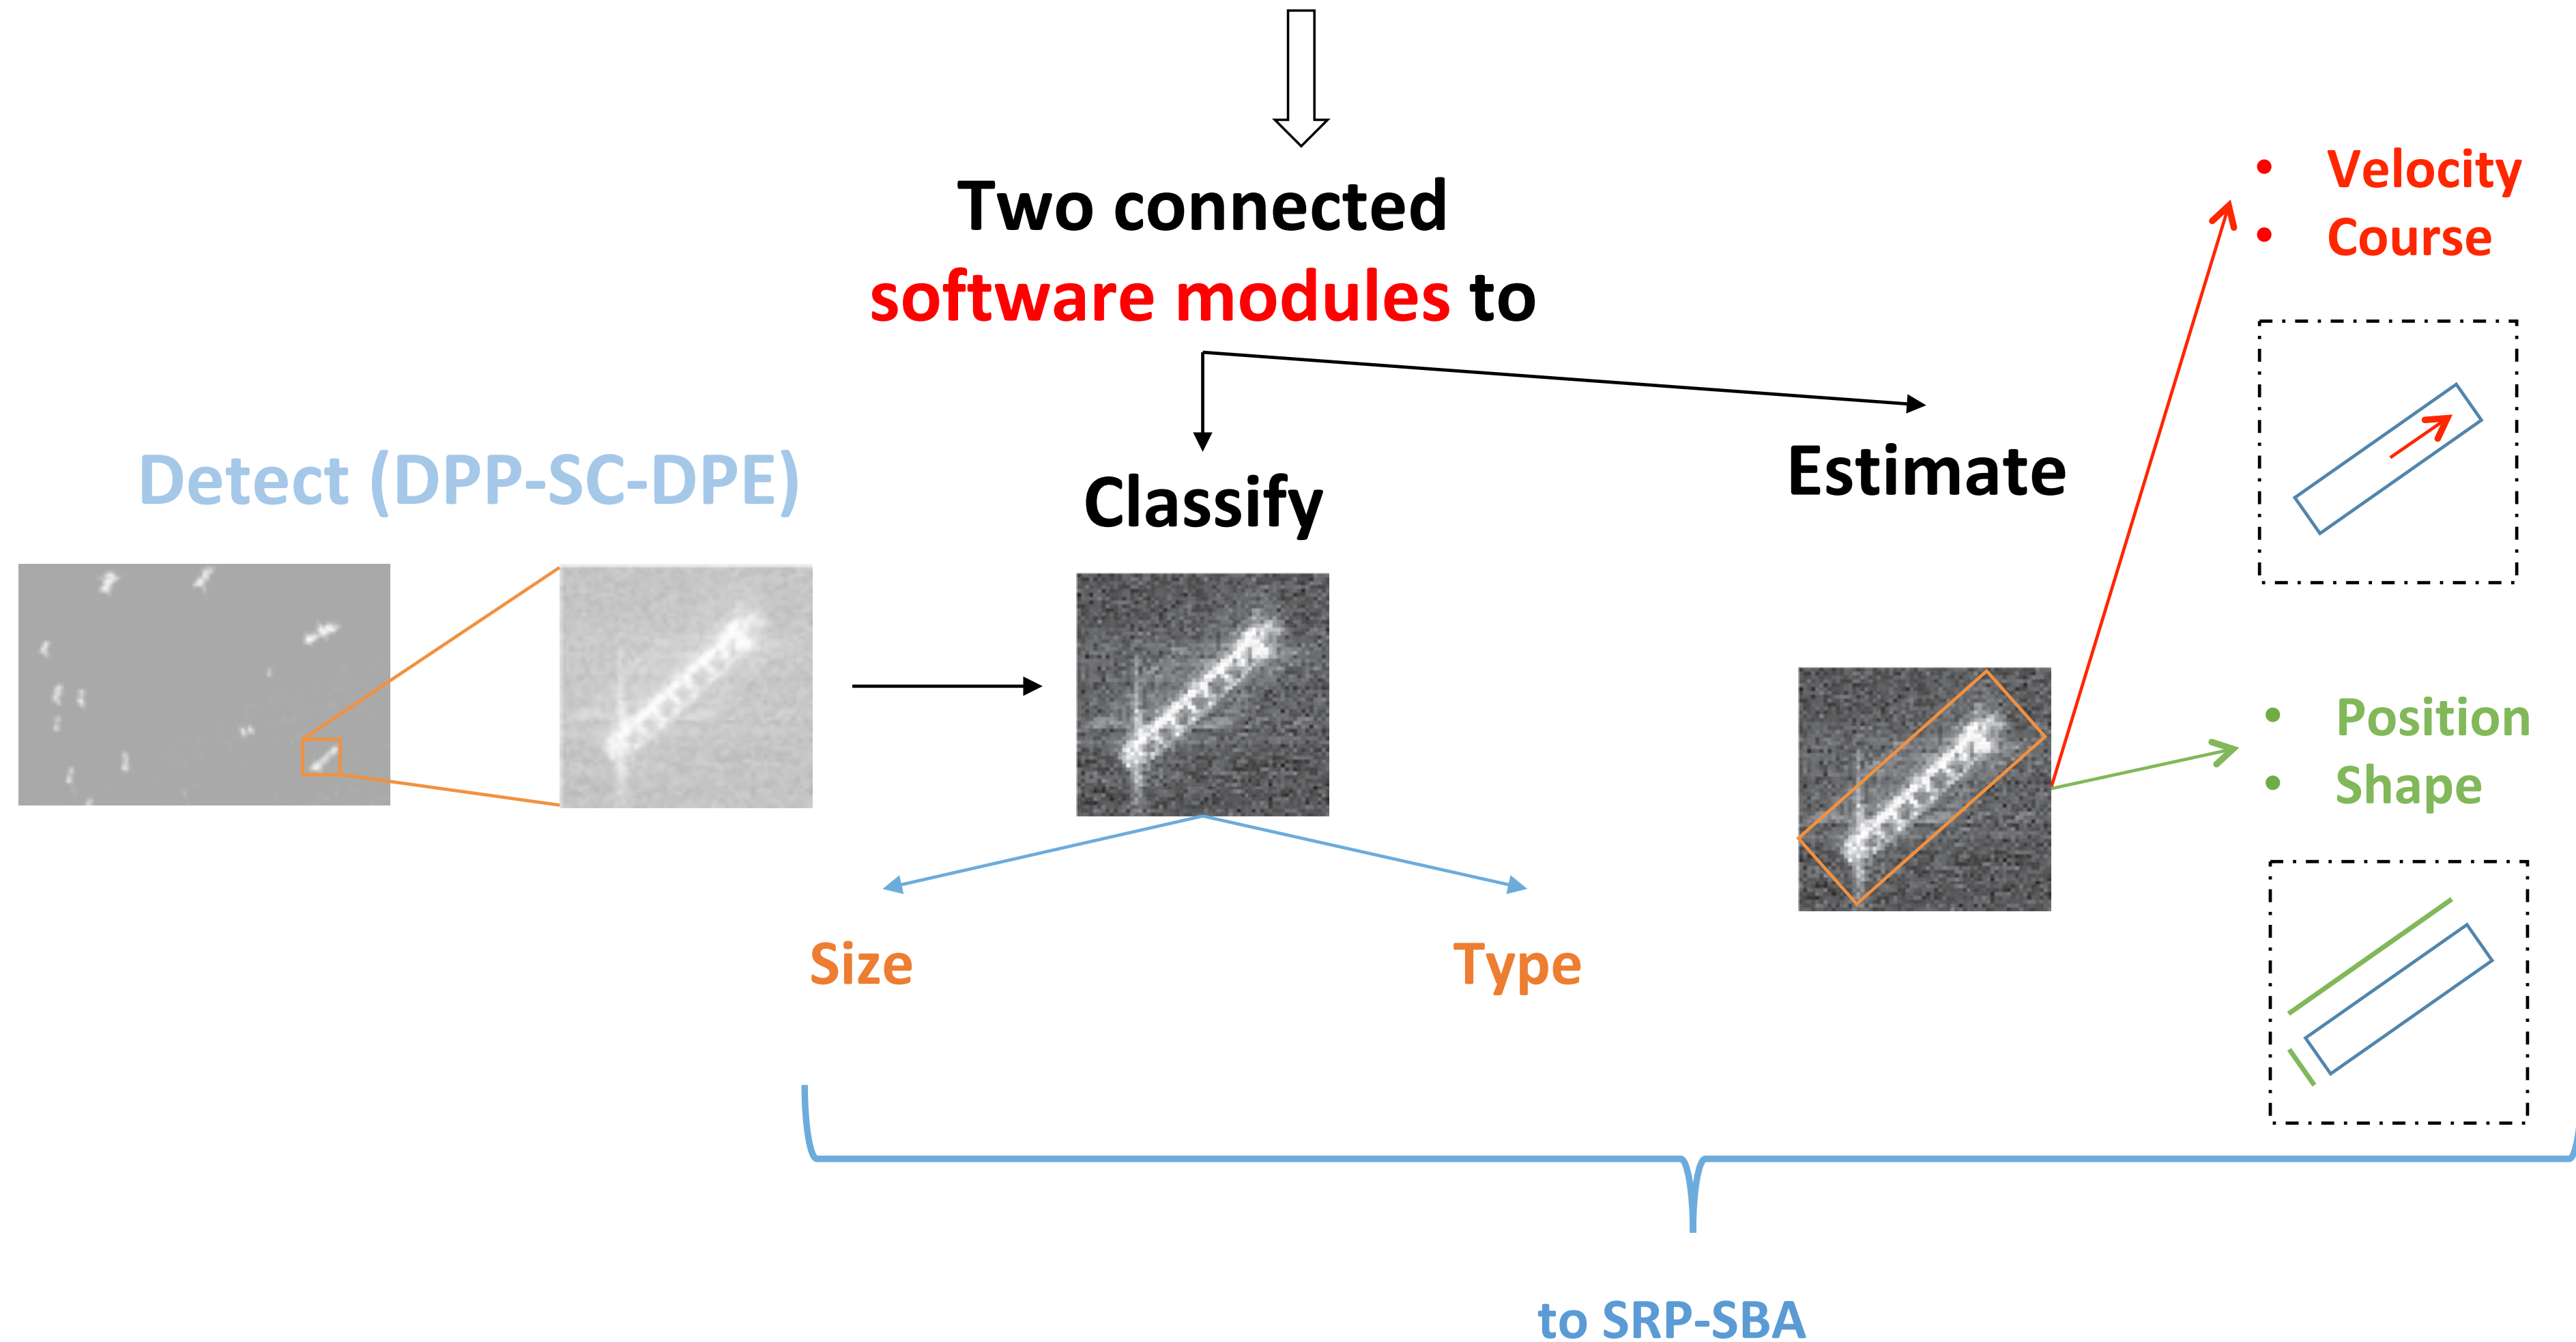 Two connected
software modules to
Detect (DPP-SC-DPE)
Classify
Estimate
• Velocity
• Course
• Position
• Shape
Size
Type
to SRP-SBA